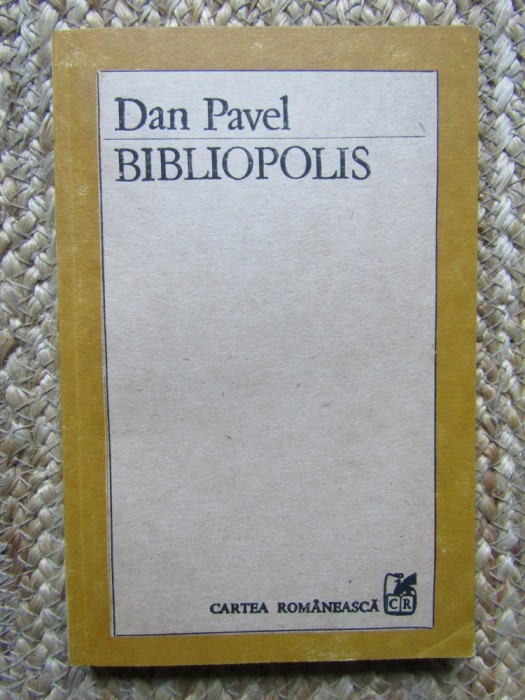 Dan Pavel
BIBLIOPOLIS
CARTEA ROMÂNEASCĂ CR